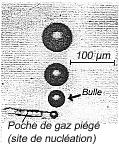 100 µm
Bulle
Poche de gaz piégé
(site de nucléation)